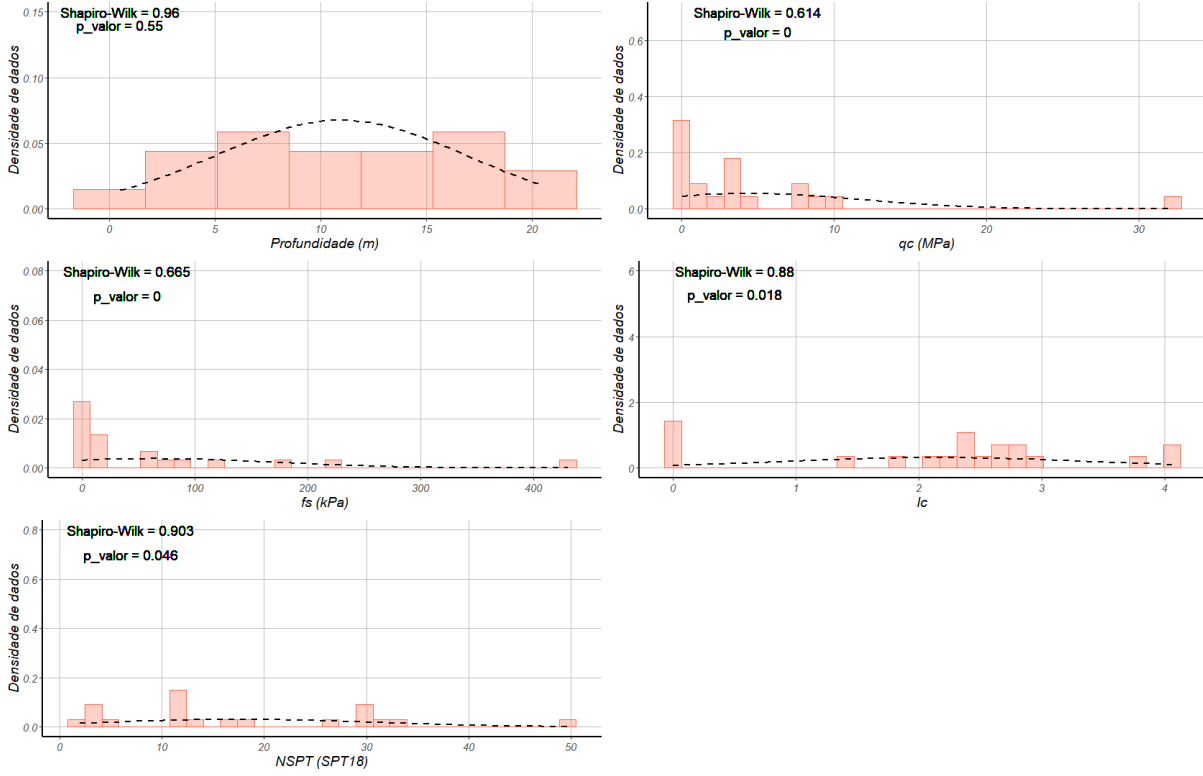 Shapiro-Wilk = 0.96
p_valor = 0.55
0.15
0.10
0.05
0.00
Densidade de dados
0 5 10 15 20
Profundidade (m)
Shapiro-Wilk = 0.614
p_valor = 0
0.6
0.4
0.2
0.0
Densidade de dados
0 10 20 30
qc (MPa)
Shapiro-Wilk = 0.665
p_valor = 0
0.08
0.06
0.04
0.02
0.00
Densidade de dados
0 100 200 300 400
fs (kPa)
Shapiro-Wilk = 0.88
p_valor = 0.018
6
4
2
0
Densidade de dados
0 1 2 3 4
Ic
Shapiro-Wilk = 0.903
p_valor = 0.046
0.8
0.6
0.4
0.2
0.0
Densidade de dados
0 10 20 30 40 50
NSPT (SPT18)